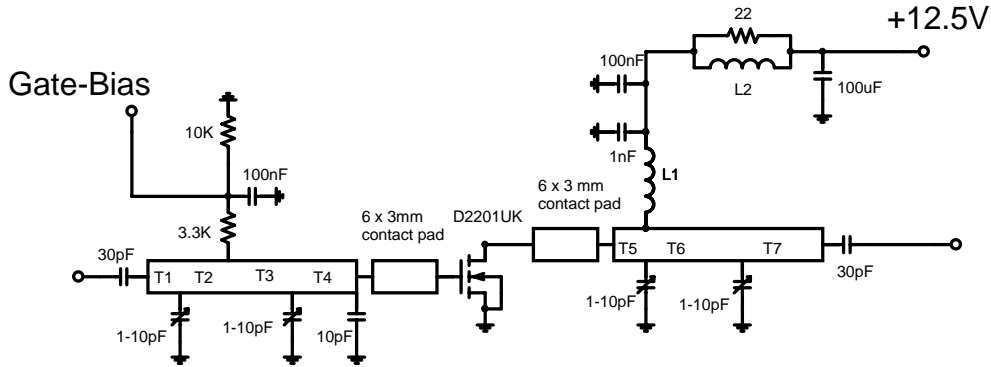 22
+12.5V
100nF
Gate-Bias
L2
100uF
10K
1nF
100nF
L1
6 x 3 mm
contact pad
6 x 3mm
contact pad
D2201UK
3.3K
30pF
T1
T2
T3
T4
T5
T6
T7
30pF
1-10pF
1-10pF
10pF
1-10pF
1-10pF